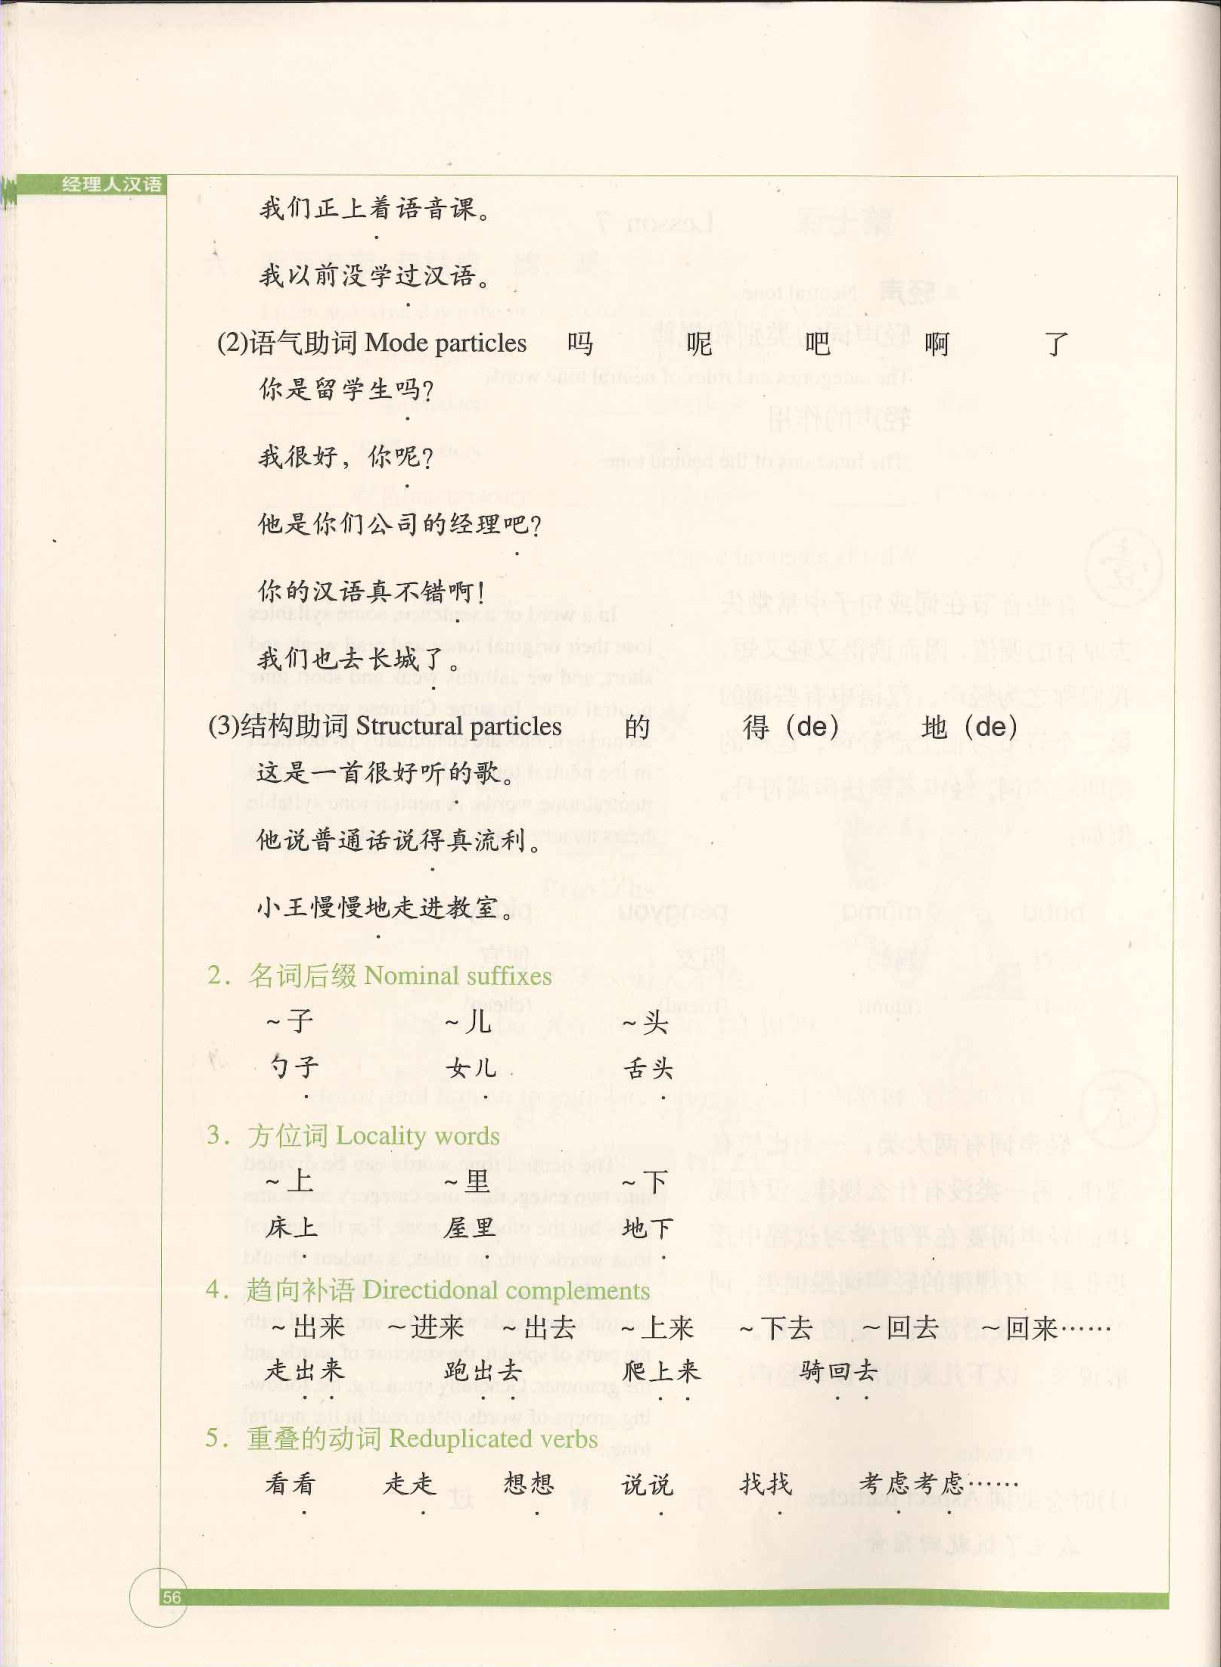 经理人汉语
我们正上着语音课。
我以前没学过汉语。
(2)语气助词 Mode particles 吗 呢 吧 啊 了
你是留学生吗?
我很好，你呢?
他是你们公司的经理吧?
你的汉语真不错啊!
我们也去长城了。
(3)结构助词 Structural particles 的 得（de） 地（de）
这是一首很好听的歌。
他说普通话说得真流利。
小王慢慢地走进教室。
2. 名词后缀 Nominal suffixes
~子 ~儿 ~头
勺子 女儿 舌头
3. 方位词 Locality words
~上 ~里 ~下
床上 屋里 地下
4. 趋向补语 Directidonal complements
~出来 ~进来 ~出去 ~上来 ~下去 ~回去 ~回来……
走出来 跑出去 爬上来 骑回去
5. 重叠的动词 Reduplicated verbs
看看 走走 想想 说说 找找 考虑考虑……
56